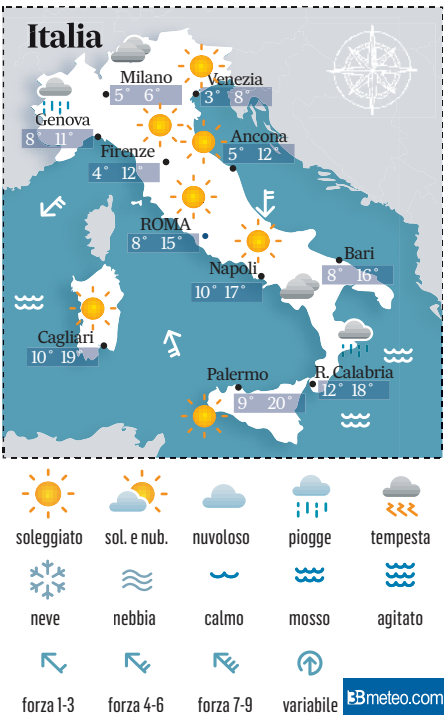 Italia
Milano
5° 6°
Venezia
3° 8°
Genova
8° 11°
Firenze
4° 12°
Ancona
5° 12°
ROMA
8° 15°
Napoli
10° 17°
Bari
8° 16°
Cagliari
10° 19°
Palermo
9° 20°
R. Calabria
12° 18°
soleggiato sol. e nub. nuvoloso piogge tempesta
neve nebbia calmo mosso agitato
forza 1-3 forza 4-6 forza 7-9 variabile
3Bmeteo.com